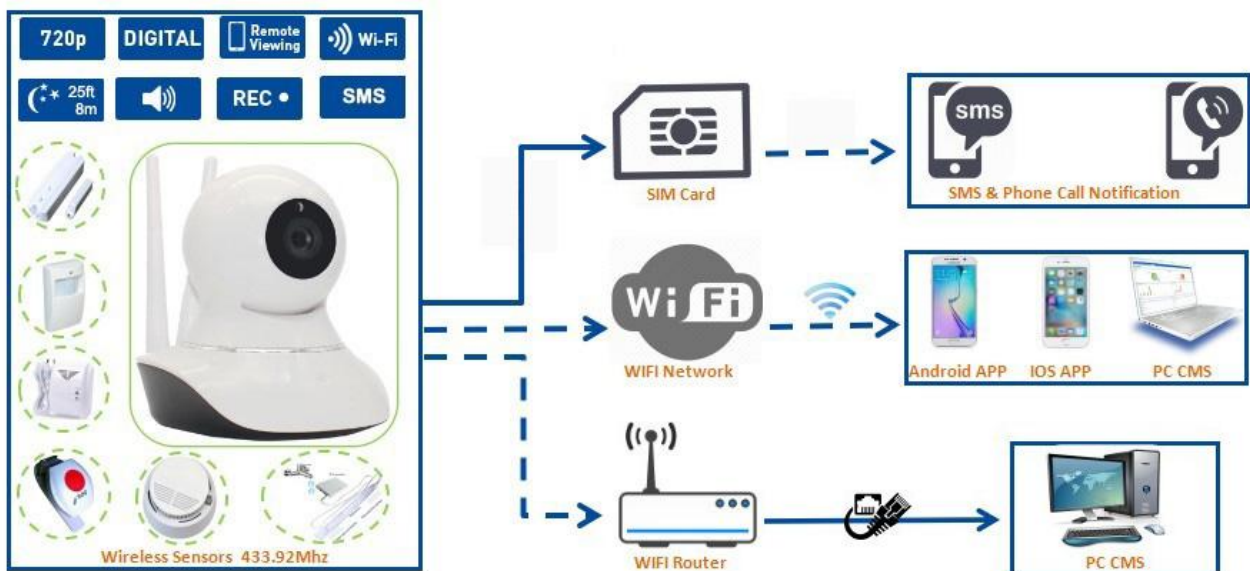 720p
DIGITAL
Remote
Viewing
Wi-Fi
25ft
8m
REC
SMS
Wireless Sensors 433.92Mhz
SIM Card
sms
SMS & Phone Call Notification
Wi Fi
WIFI Network
Android APP
IOS APP
PC CMS
WIFI Router
PC CMS